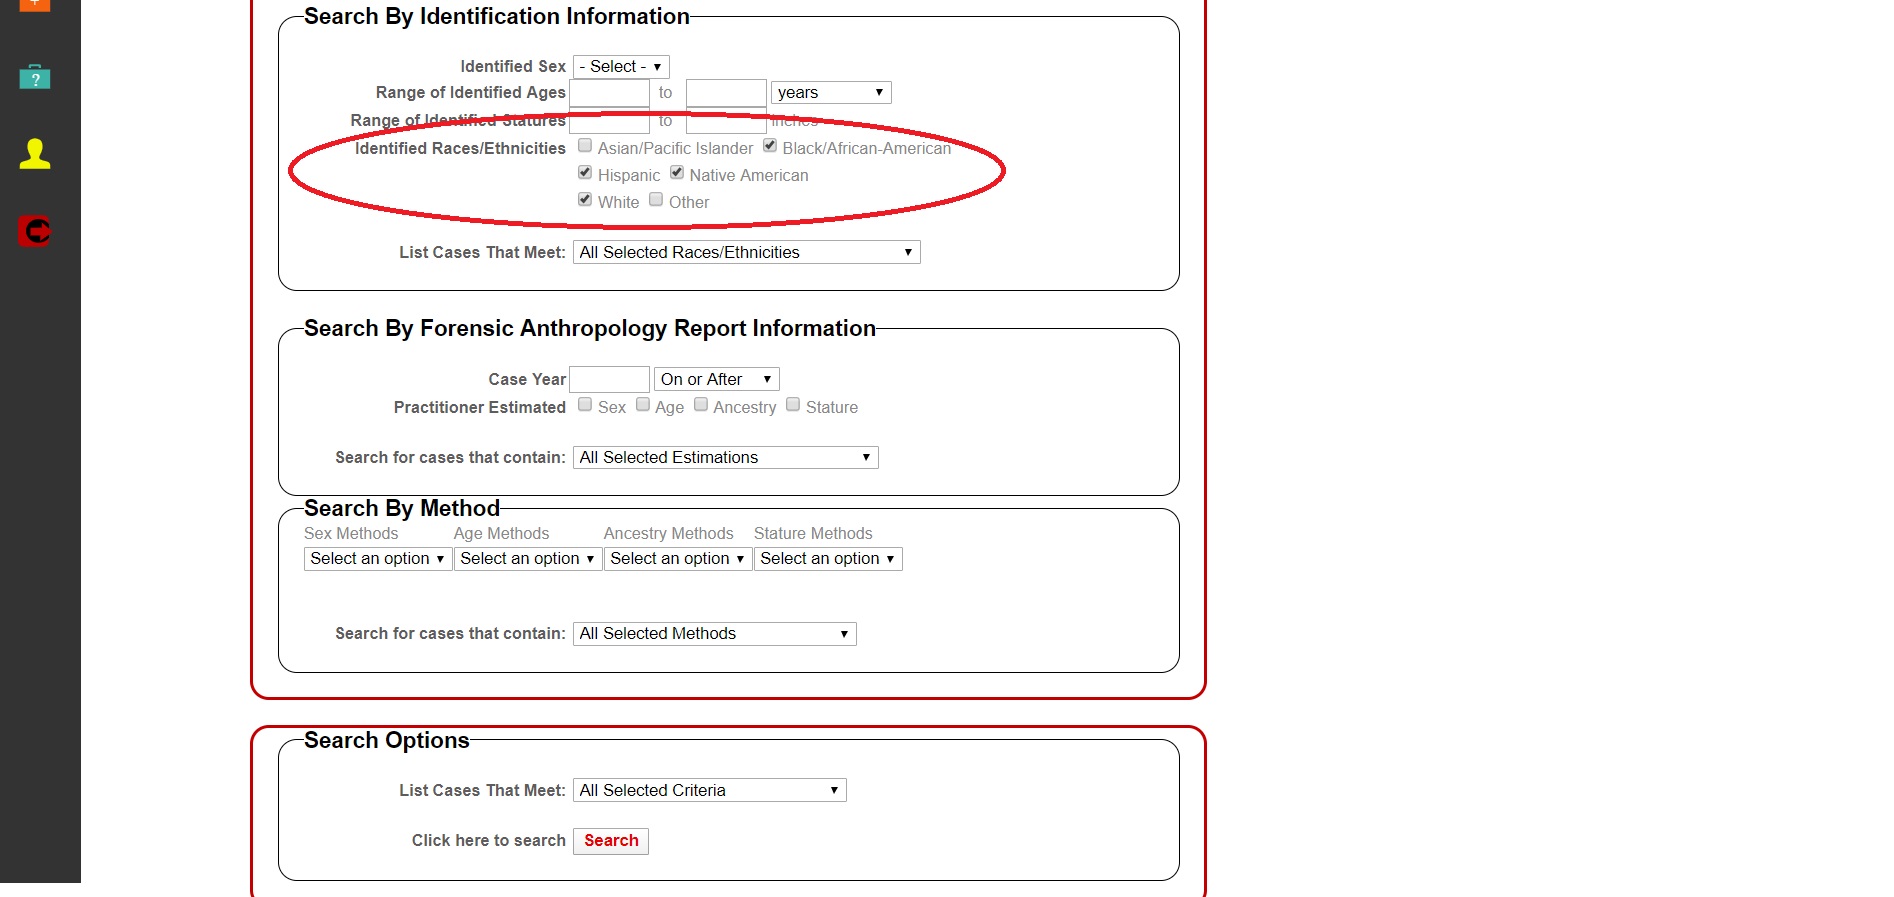 Search By Identification Information
Identified Sex - Select -
Range of Identified Ages to years
Range of Identified Statures to inches
Identified Races/Ethnicities Asian/Pacific Islander Black/African-American
Hispanic Native American
White Other
List Cases That Meet: All Selected Races/Ethnicities
Search By Forensic Anthropology Report Information
Case Year On or After
Practitioner Estimated Sex Age Ancestry Stature
Search for cases that contain: All Selected Estimations
Search By Method
Sex Methods Age Methods Ancestry Methods Stature Methods
Select an option Select an option Select an option Select an option
Search for cases that contain: All Selected Methods
Search Options
List Cases That Meet: All Selected Criteria
Click here to search Search